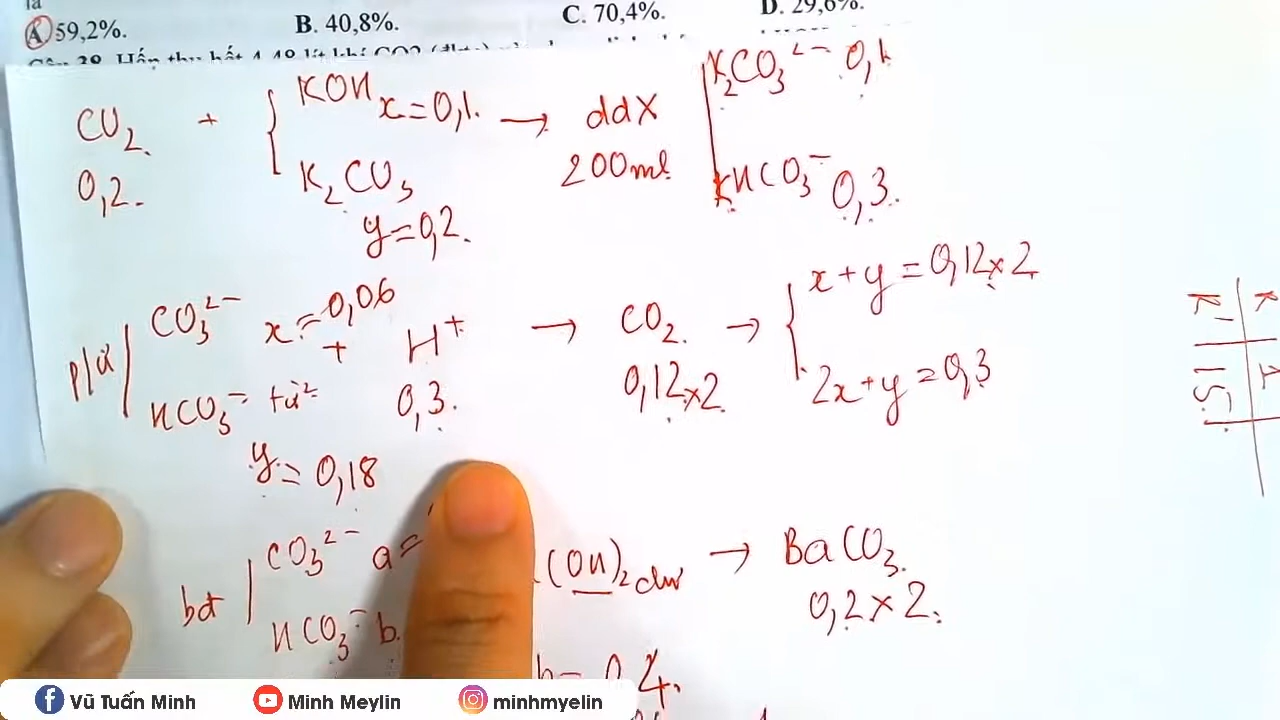 A 59,2%. B. 40,8%. C. 70,4%. D. 29,6%.
CO2 + KOH x=0,1. → ddX K2CO3 2− 0,1
0,2. K2CO3 200ml KHCO3− 0,3.
y=0,2.
p/ư CO3 2− x=0,06 + H+ → CO2 → x+y=0,12×2
HCO3− từ2 0,3. 0,12×2 2x+y=0,3
y=0,18
bđ CO3 2− a= (OH)2 dư → BaCO3.
HCO3− b. 0,2×2.
0,4.
Vũ Tuấn Minh Minh Meylin minhmyelin